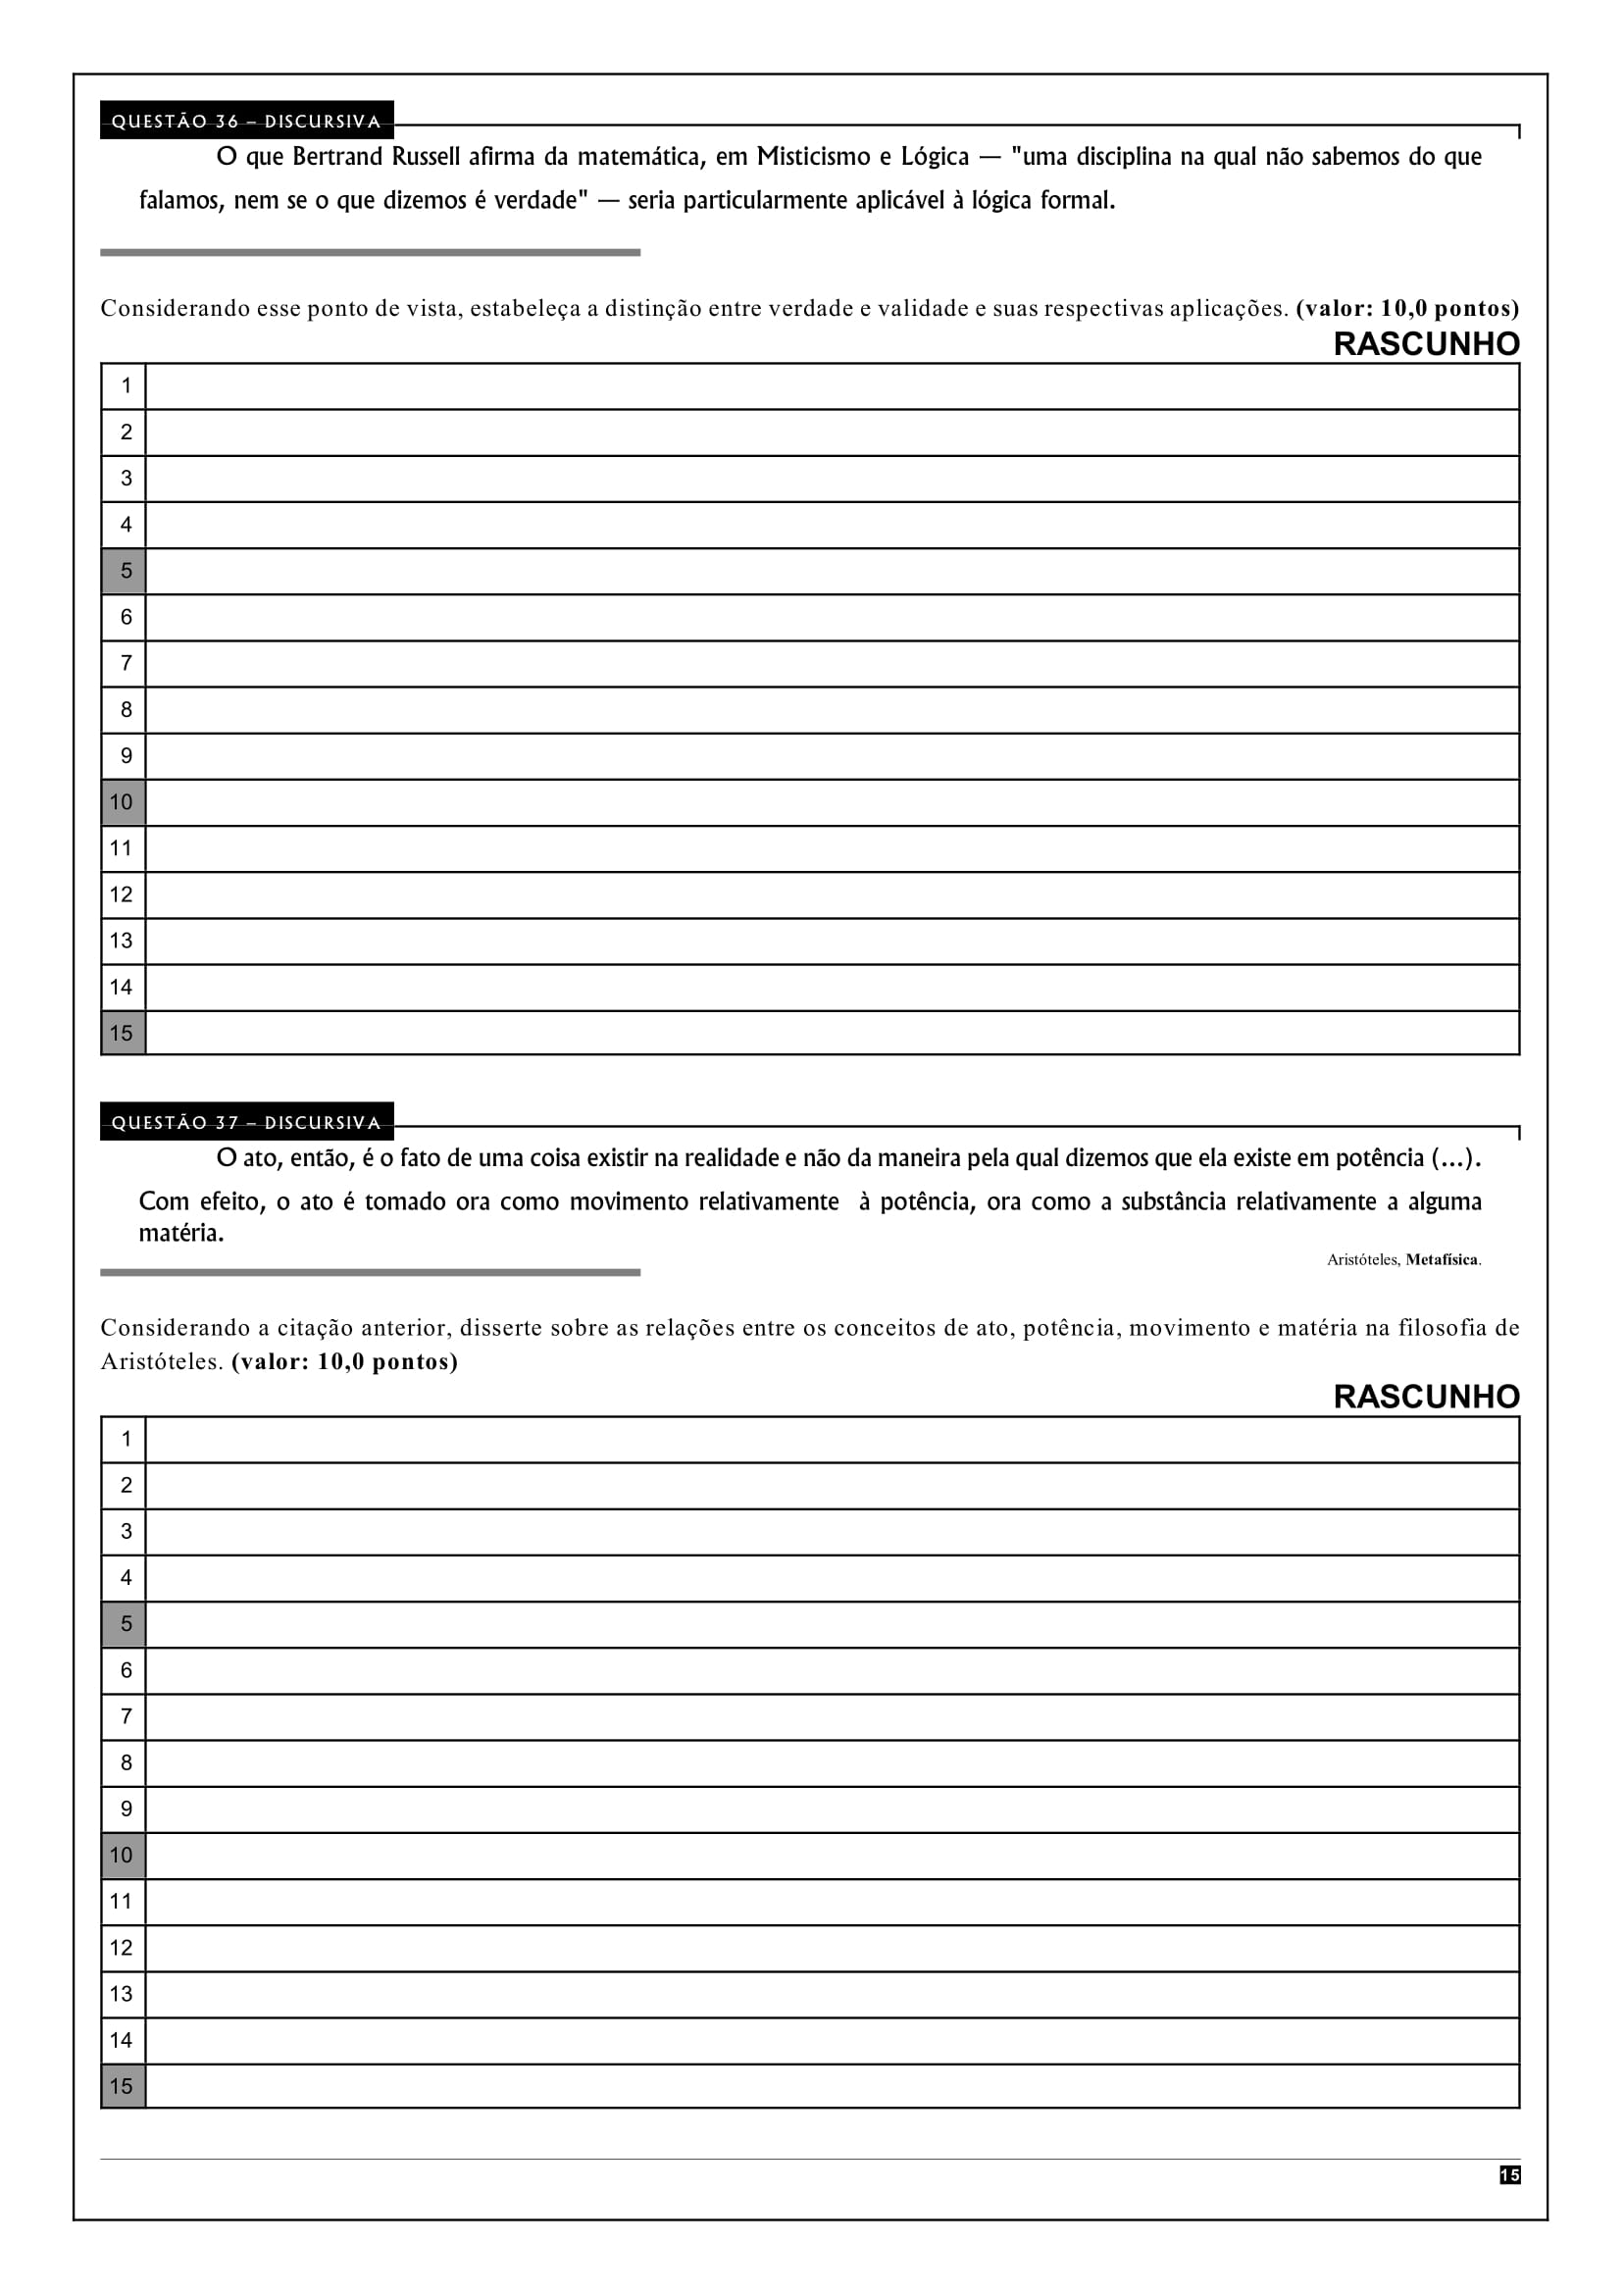 QUESTÃO 36 – DISCURSIVA
O que Bertrand Russell afirma da matemática, em Misticismo e Lógica — "uma disciplina na qual não sabemos do que
falamos, nem se o que dizemos é verdade" — seria particularmente aplicável à lógica formal.
Considerando esse ponto de vista, estabeleça a distinção entre verdade e validade e suas respectivas aplicações. (valor: 10,0 pontos)
RASCUNHO
1
2
3
4
5
6
7
8
9
10
11
12
13
14
15
QUESTÃO 37 – DISCURSIVA
O ato, então, é o fato de uma coisa existir na realidade e não da maneira pela qual dizemos que ela existe em potência (...).
Com efeito, o ato é tomado ora como movimento relativamente à potência, ora como a substância relativamente a alguma
matéria.
Aristóteles, Metafísica.
Considerando a citação anterior, disserte sobre as relações entre os conceitos de ato, potência, movimento e matéria na filosofia de
Aristóteles. (valor: 10,0 pontos)
RASCUNHO
1
2
3
4
5
6
7
8
9
10
11
12
13
14
15
15